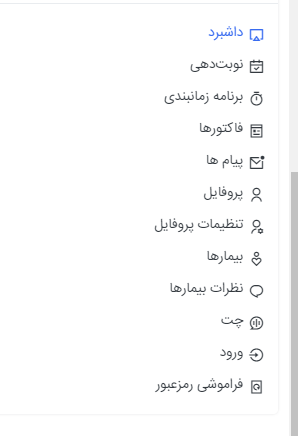 داشبرد
نوبت‌دهی
برنامه زمانبندی
فاکتورها
پیام ها
پروفایل
تنظیمات پروفایل
بیمارها
نظرات بیمارها
چت
ورود
فراموشی رمزعبور